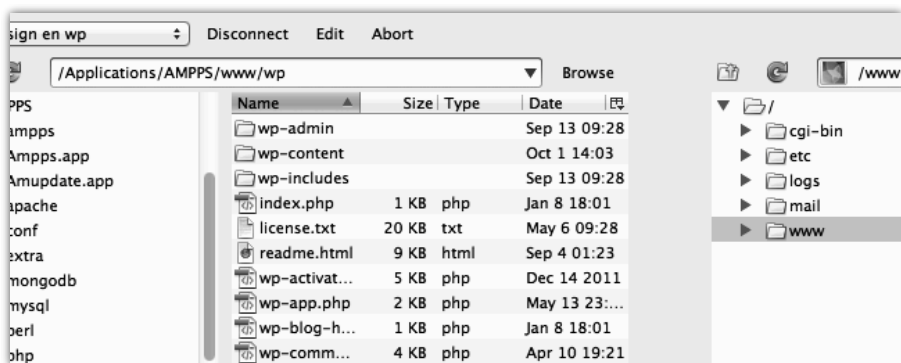 sign en wp Disconnect Edit Abort
/Applications/AMPPS/www/wp Browse /www
PPS Name Size Type Date /
ampps wp-admin Sep 13 09:28 cgi-bin
Ampps.app wp-content Oct 1 14:03 etc
Amupdate.app wp-includes Sep 13 09:28 logs
apache index.php 1 KB php Jan 8 18:01 mail
conf license.txt 20 KB txt May 6 09:28 www
extra readme.html 9 KB html Sep 4 01:23
mongodb wp-activat... 5 KB php Dec 14 2011
mysql wp-app.php 2 KB php May 13 23:...
perl wp-blog-h... 1 KB php Jan 8 18:01
php wp-comm... 4 KB php Apr 10 19:21